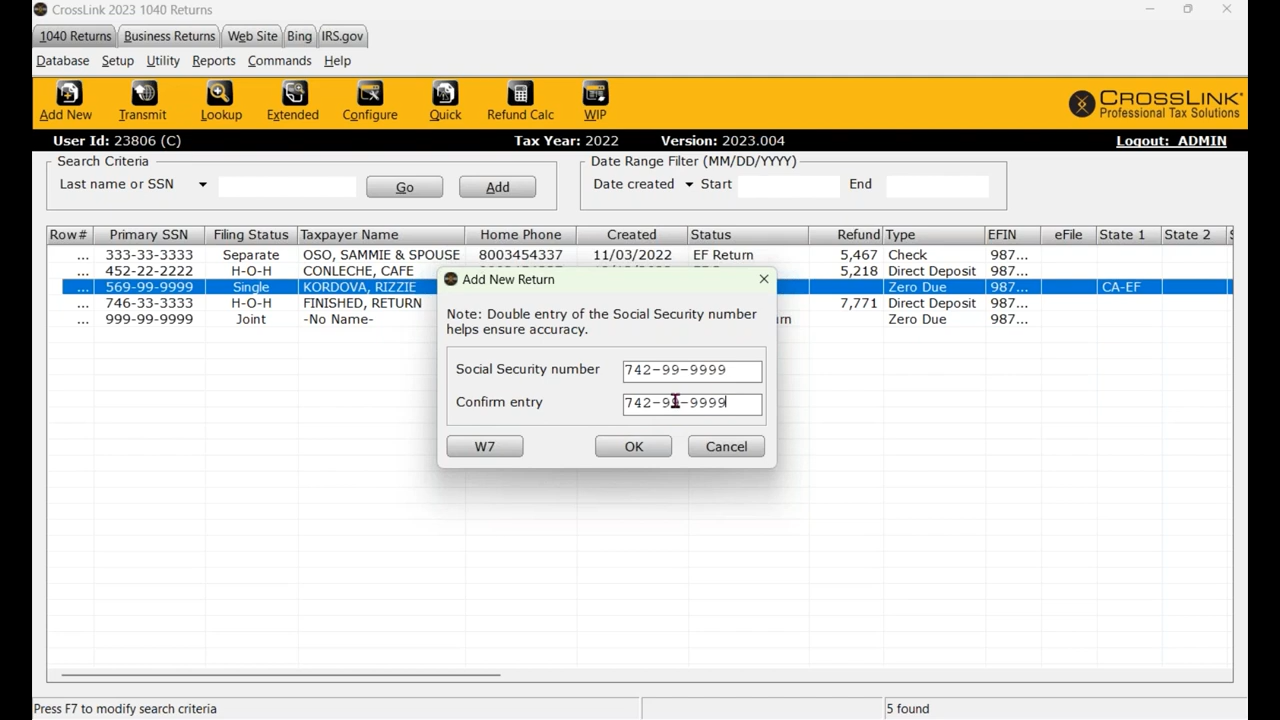 CrossLink 2023 1040 Returns
1040 Returns Business Returns Web Site Bing IRS.gov
Database Setup Utility Reports Commands Help
Add New Transmit Lookup Extended Configure Quick Refund Calc WIP
CROSSLINK
Professional Tax Solutions
User Id: 23806 (C) Tax Year: 2022 Version: 2023.004 Logout: ADMIN
Search Criteria Date Range Filter (MM/DD/YYYY)
Last name or SSN Go Add Date created Start End
Row# Primary SSN Filing Status Taxpayer Name Home Phone Created Status Refund Type EFIN eFile State 1 State 2
... 333-33-3333 Separate OSO, SAMMIE & SPOUSE 8003454337 11/03/2022 EF Return 5,467 Check 987...
... 452-22-2222 H-O-H CONLECHE, CAFE 5,218 Direct Deposit 987...
... 569-99-9999 Single KORDOVA, RIZZIE Zero Due 987... CA-EF
... 746-33-3333 H-O-H FINISHED, RETURN 7,771 Direct Deposit 987...
... 999-99-9999 Joint -No Name- Zero Due 987...
Add New Return
Note: Double entry of the Social Security number
helps ensure accuracy.
Social Security number 742-99-9999
Confirm entry 742-99-9999
W7 OK Cancel
Press F7 to modify search criteria 5 found